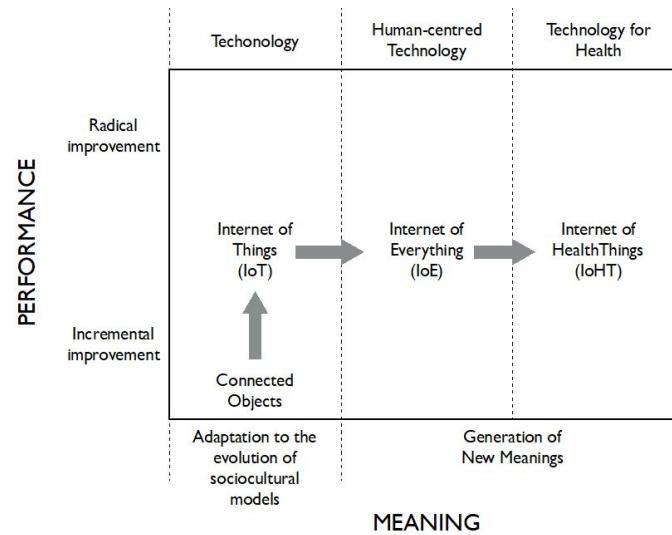 Techonology
Human-centred
Technology
Technology for
Health
PERFORMANCE
Radical
improvement
Incremental
improvement
Internet of
Things
(IoT)
Internet of
Everything
(IoE)
Internet of
HealthThings
(IoHT)
Connected
Objects
Adaptation to the
evolution of
sociocultural
models
Generation of
New Meanings
MEANING